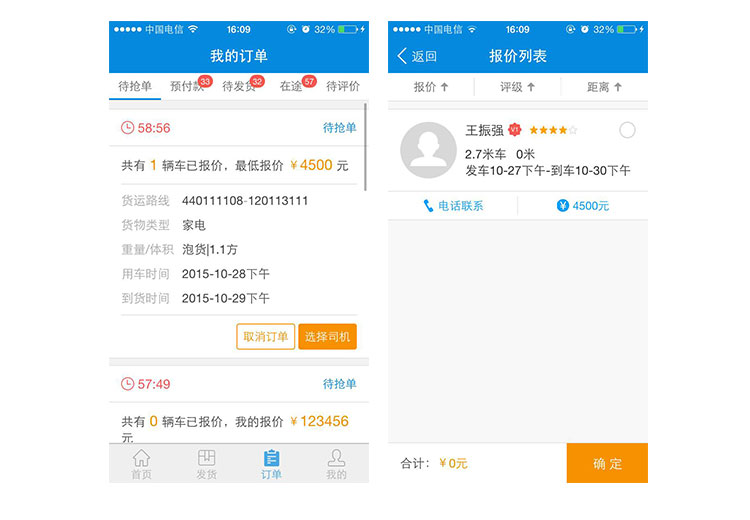 中国电信 16:09 32%
我的订单
待抢单 预付款 33 待发货 32 在途 57 待评价
58:56 待抢单
共有 1 辆车已报价，最低报价 ¥4500 元
货运路线 440111108-120113111
货物类型 家电
重量/体积 泡货|1.1方
用车时间 2015-10-28下午
到货时间 2015-10-29下午
取消订单 选择司机
57:49 待抢单
共有 0 辆车已报价，我的报价 ¥123456
元
首页 发货 订单 我的
中国电信 16:09 32%
返回 报价列表
报价 评级 距离
王振强 V1
2.7米车 0米
发车10-27下午-到车10-30下午
电话联系 ¥ 4500元
合计： ¥0元 确 定